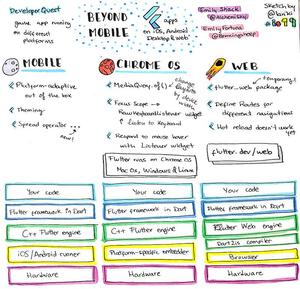 DeveloperQuest
game app running
on different
platforms
BEYOND
MOBILE
apps
on iOS, Android
Desktop & Web
Emily Shack
@AlchemistXY
Emily Fortuna
@bouncingsheep
Sketch by
MOBILE
Platform-adaptive
out of the box
Theming
Spread operator ...
new!
CHROME OS
MediaQuery.of()
change
layouts
by device
width
Focus Scope
RawKeyboardListener widget
Listen to keyboard
Respond to mouse hover
with Listener widget
Flutter runs on Chrome OS
Mac OS, Windows & Linux
WEB
temporary
flutter_web package
Define Routes for
different navigations
Hot reload doesn't work
yet
flutter.dev/web
Your code
Flutter framework in Dart
C++ Flutter engine
iOS/Android runner
Hardware
Your code
Flutter framework in Dart
C++ Flutter engine
Platform-specific embedder
Hardware
Your code
Flutter framework in Dart
Flutter Web engine
Dart2js compiler
Browser
Hardware